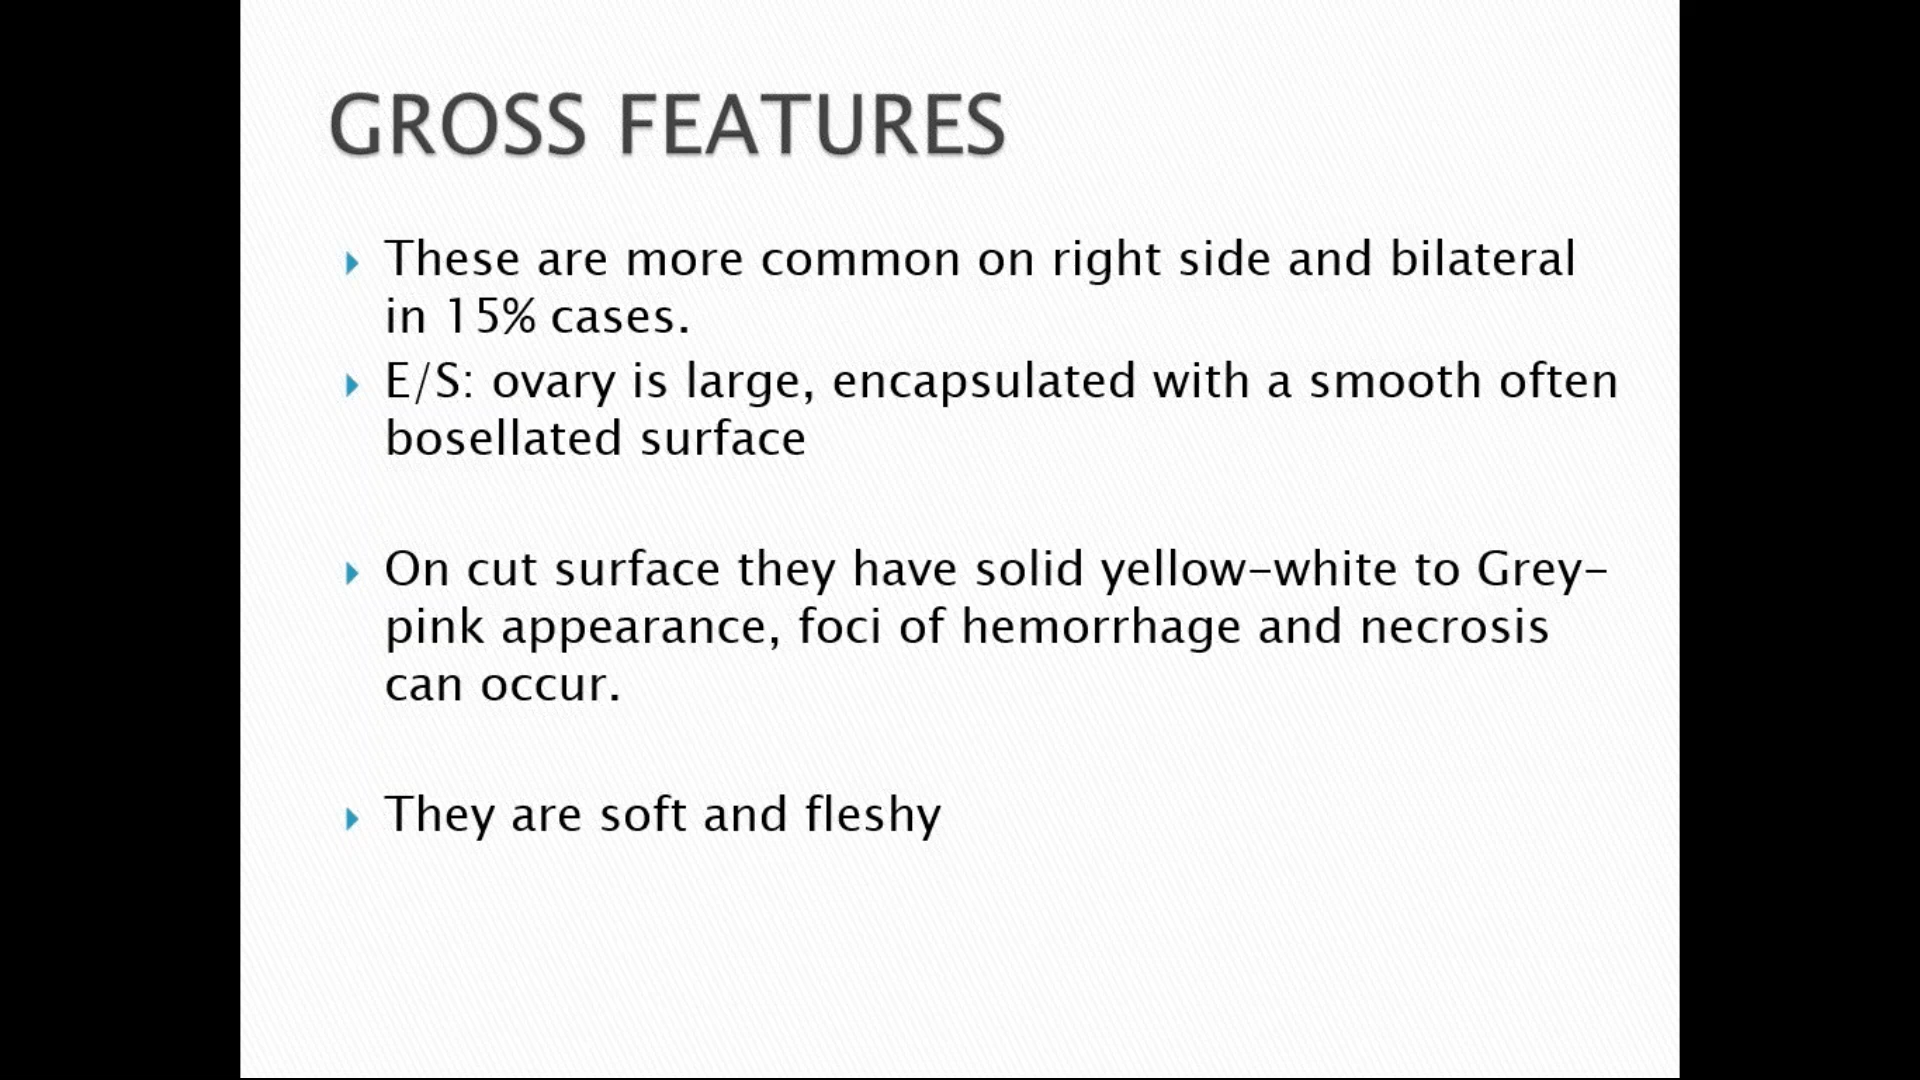 GROSS FEATURES
These are more common on right side and bilateral
in 15% cases.
E/S: ovary is large, encapsulated with a smooth often
bosellated surface
On cut surface they have solid yellow-white to Grey-
pink appearance, foci of hemorrhage and necrosis
can occur.
They are soft and fleshy